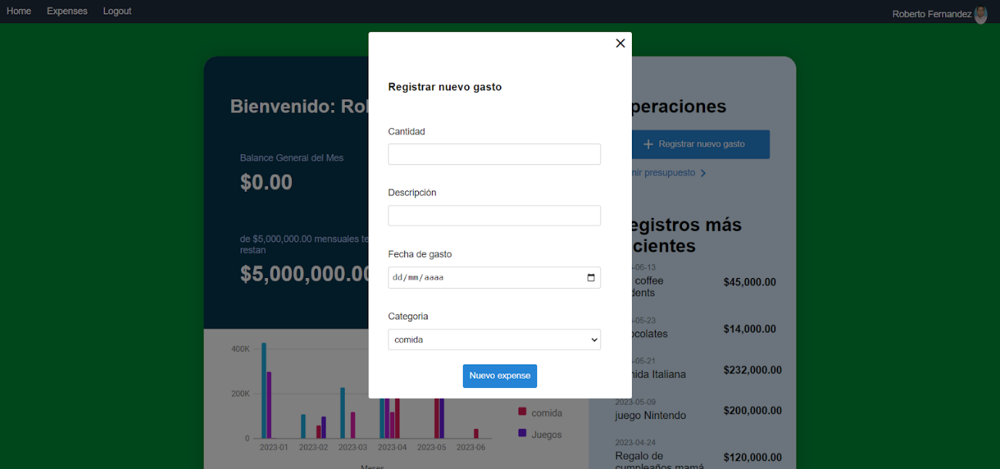 Home Expenses Logout
Roberto Fernandez
Registrar nuevo gasto
Cantidad
Descripción
Fecha de gasto
dd/mm/aaaa
Categoria
comida
Nuevo expense
Bienvenido:
Balance General del Mes
$0.00
de $5,000,000.00 mensuales te
restan
$5,000,000.00
400K
200K
0
2023-01 2023-02 2023-03 2023-04 2023-05 2023-06
Meses
comida
Juegos
peraciones
Registrar nuevo gasto
nir presupuesto
egistros más
cientes
-06-13
coffee
dents
$45,000.00
-05-23
ocolates
$14,000.00
-05-21
nida Italiana
$232,000.00
2023-05-09
juego Nintendo
$200,000.00
2023-04-24
Regalo de
cumpleaños mamá
$120,000.00